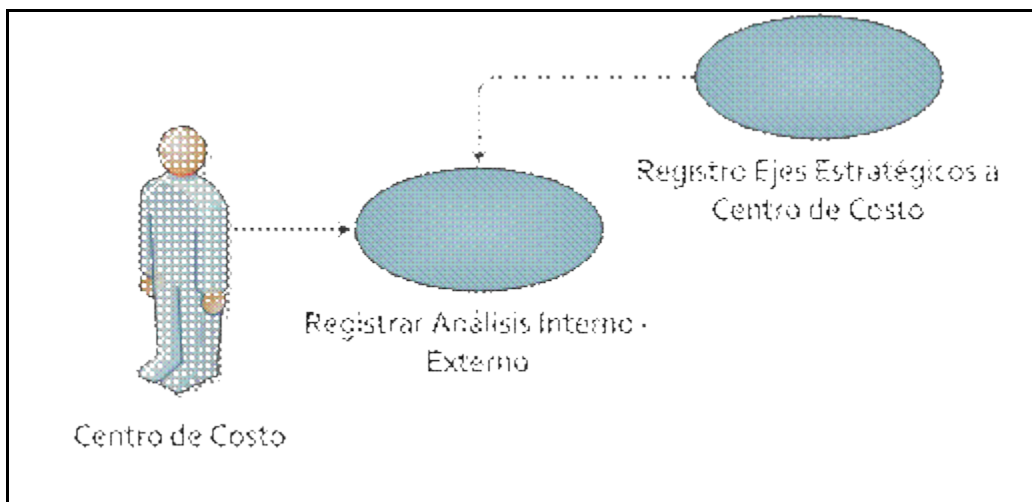 Registro Ejes Estratégicos a
Centro de Costo
Registrar Análisis Interno -
Externo
Centro de Costo